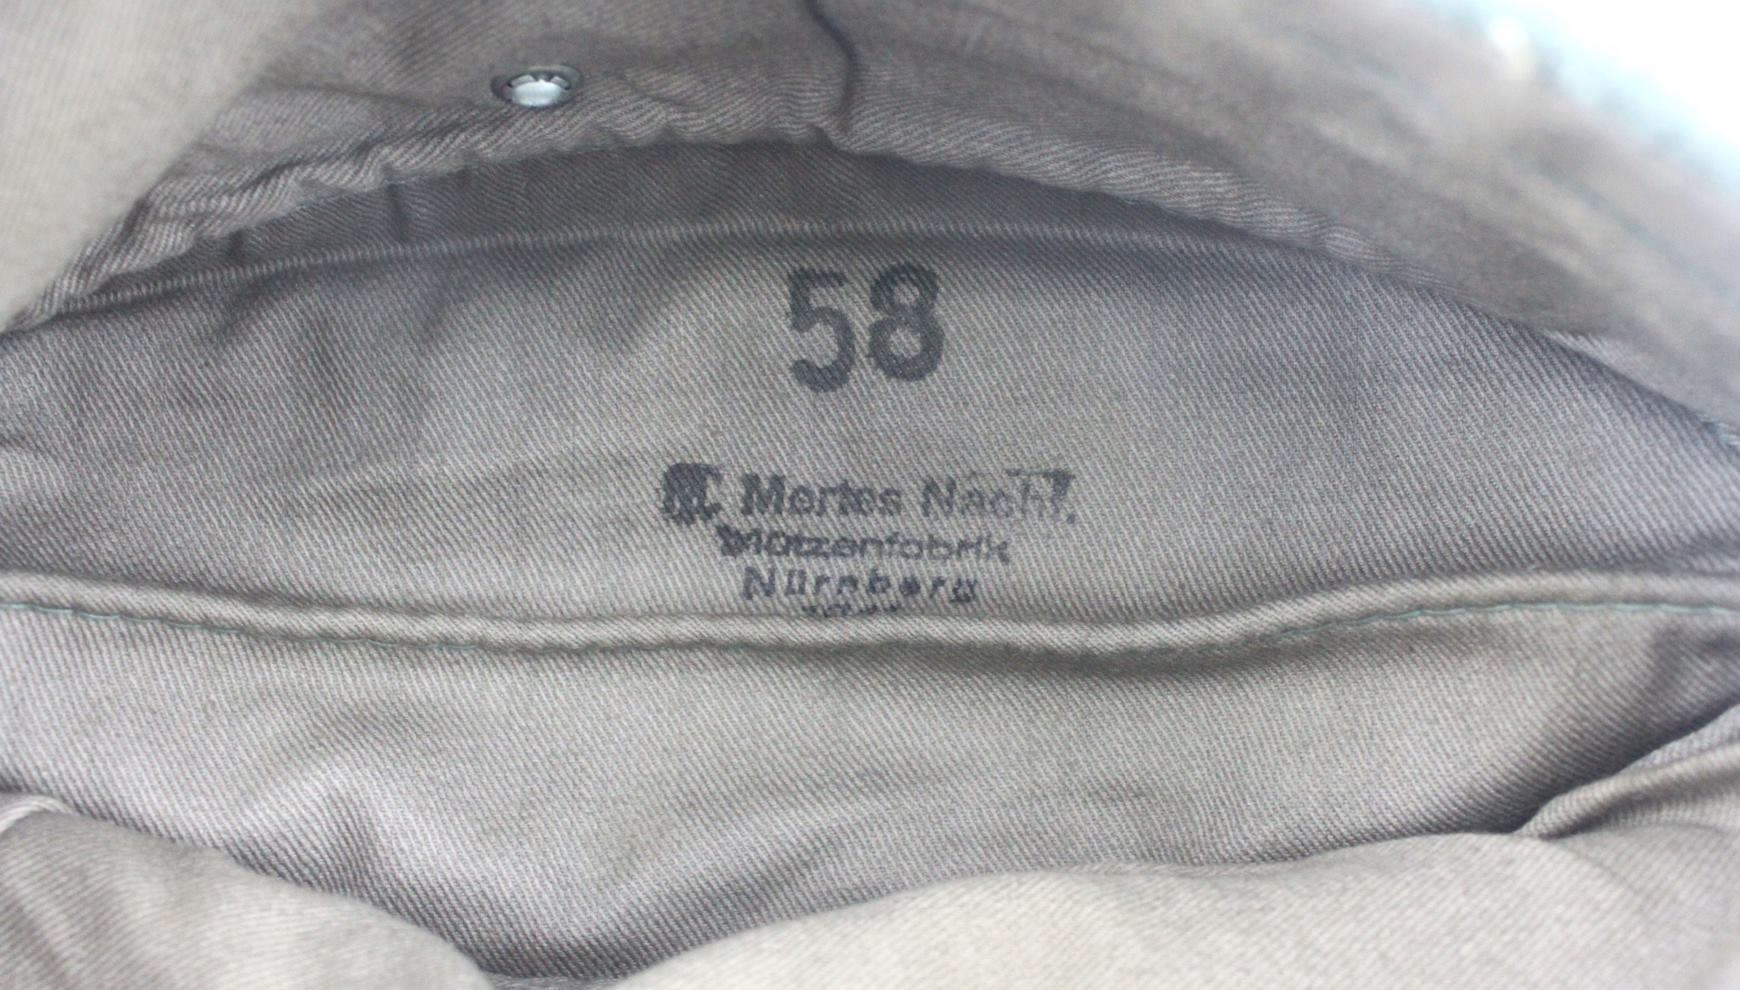 58
Mertes Nachf.
Mützenfabrik
Nürnberg